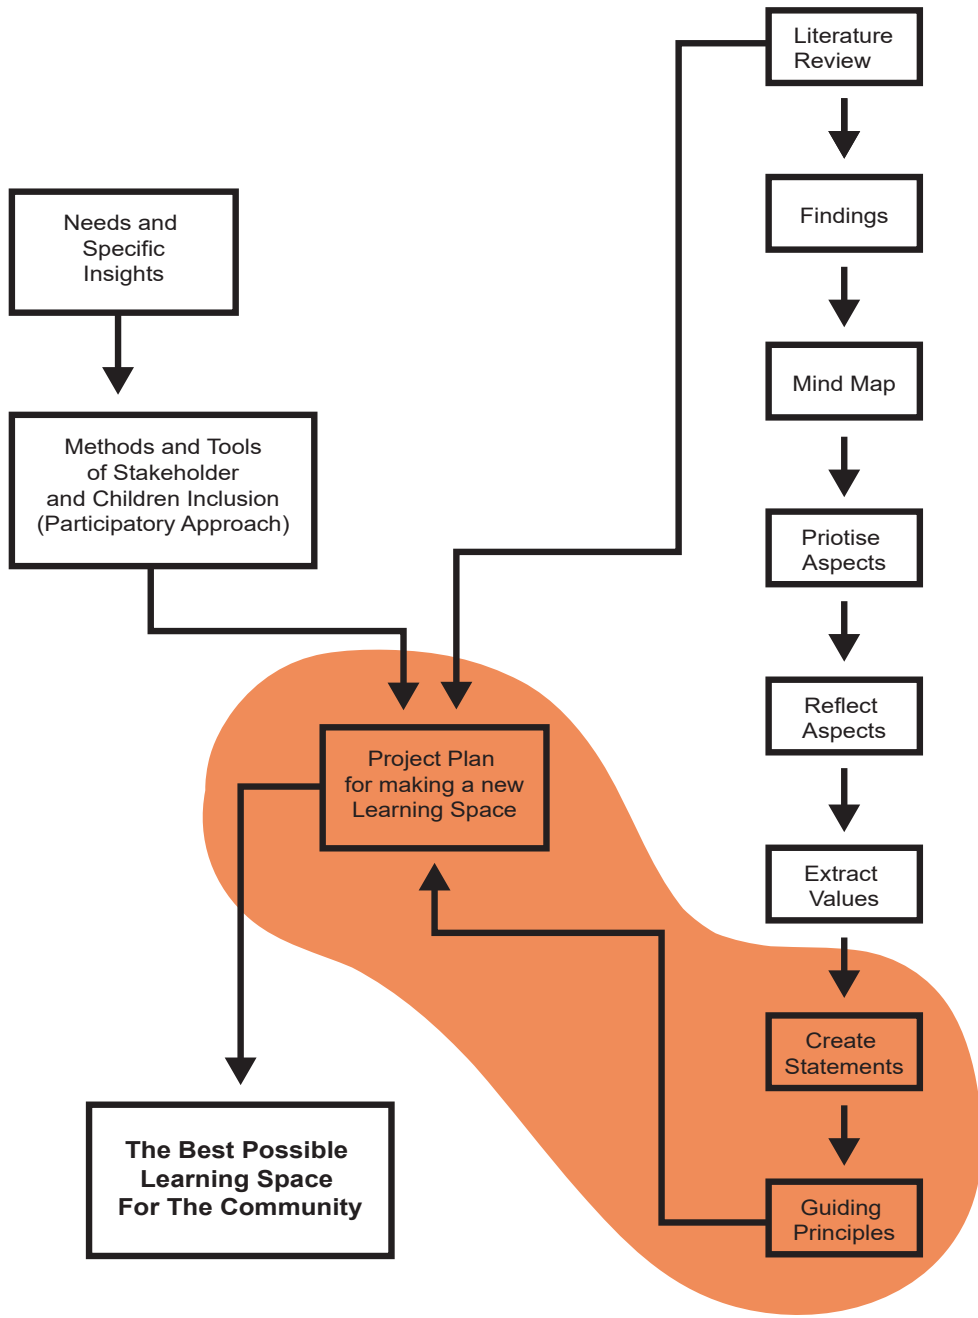 Literature
Review
Findings
Mind Map
Priotise
Aspects
Reflect
Aspects
Extract
Values
Create
Statements
Guiding
Principles
Needs and
Specific
Insights
Methods and Tools
of Stakeholder
and Children Inclusion
(Participatory Approach)
Project Plan
for making a new
Learning Space
The Best Possible
Learning Space
For The Community